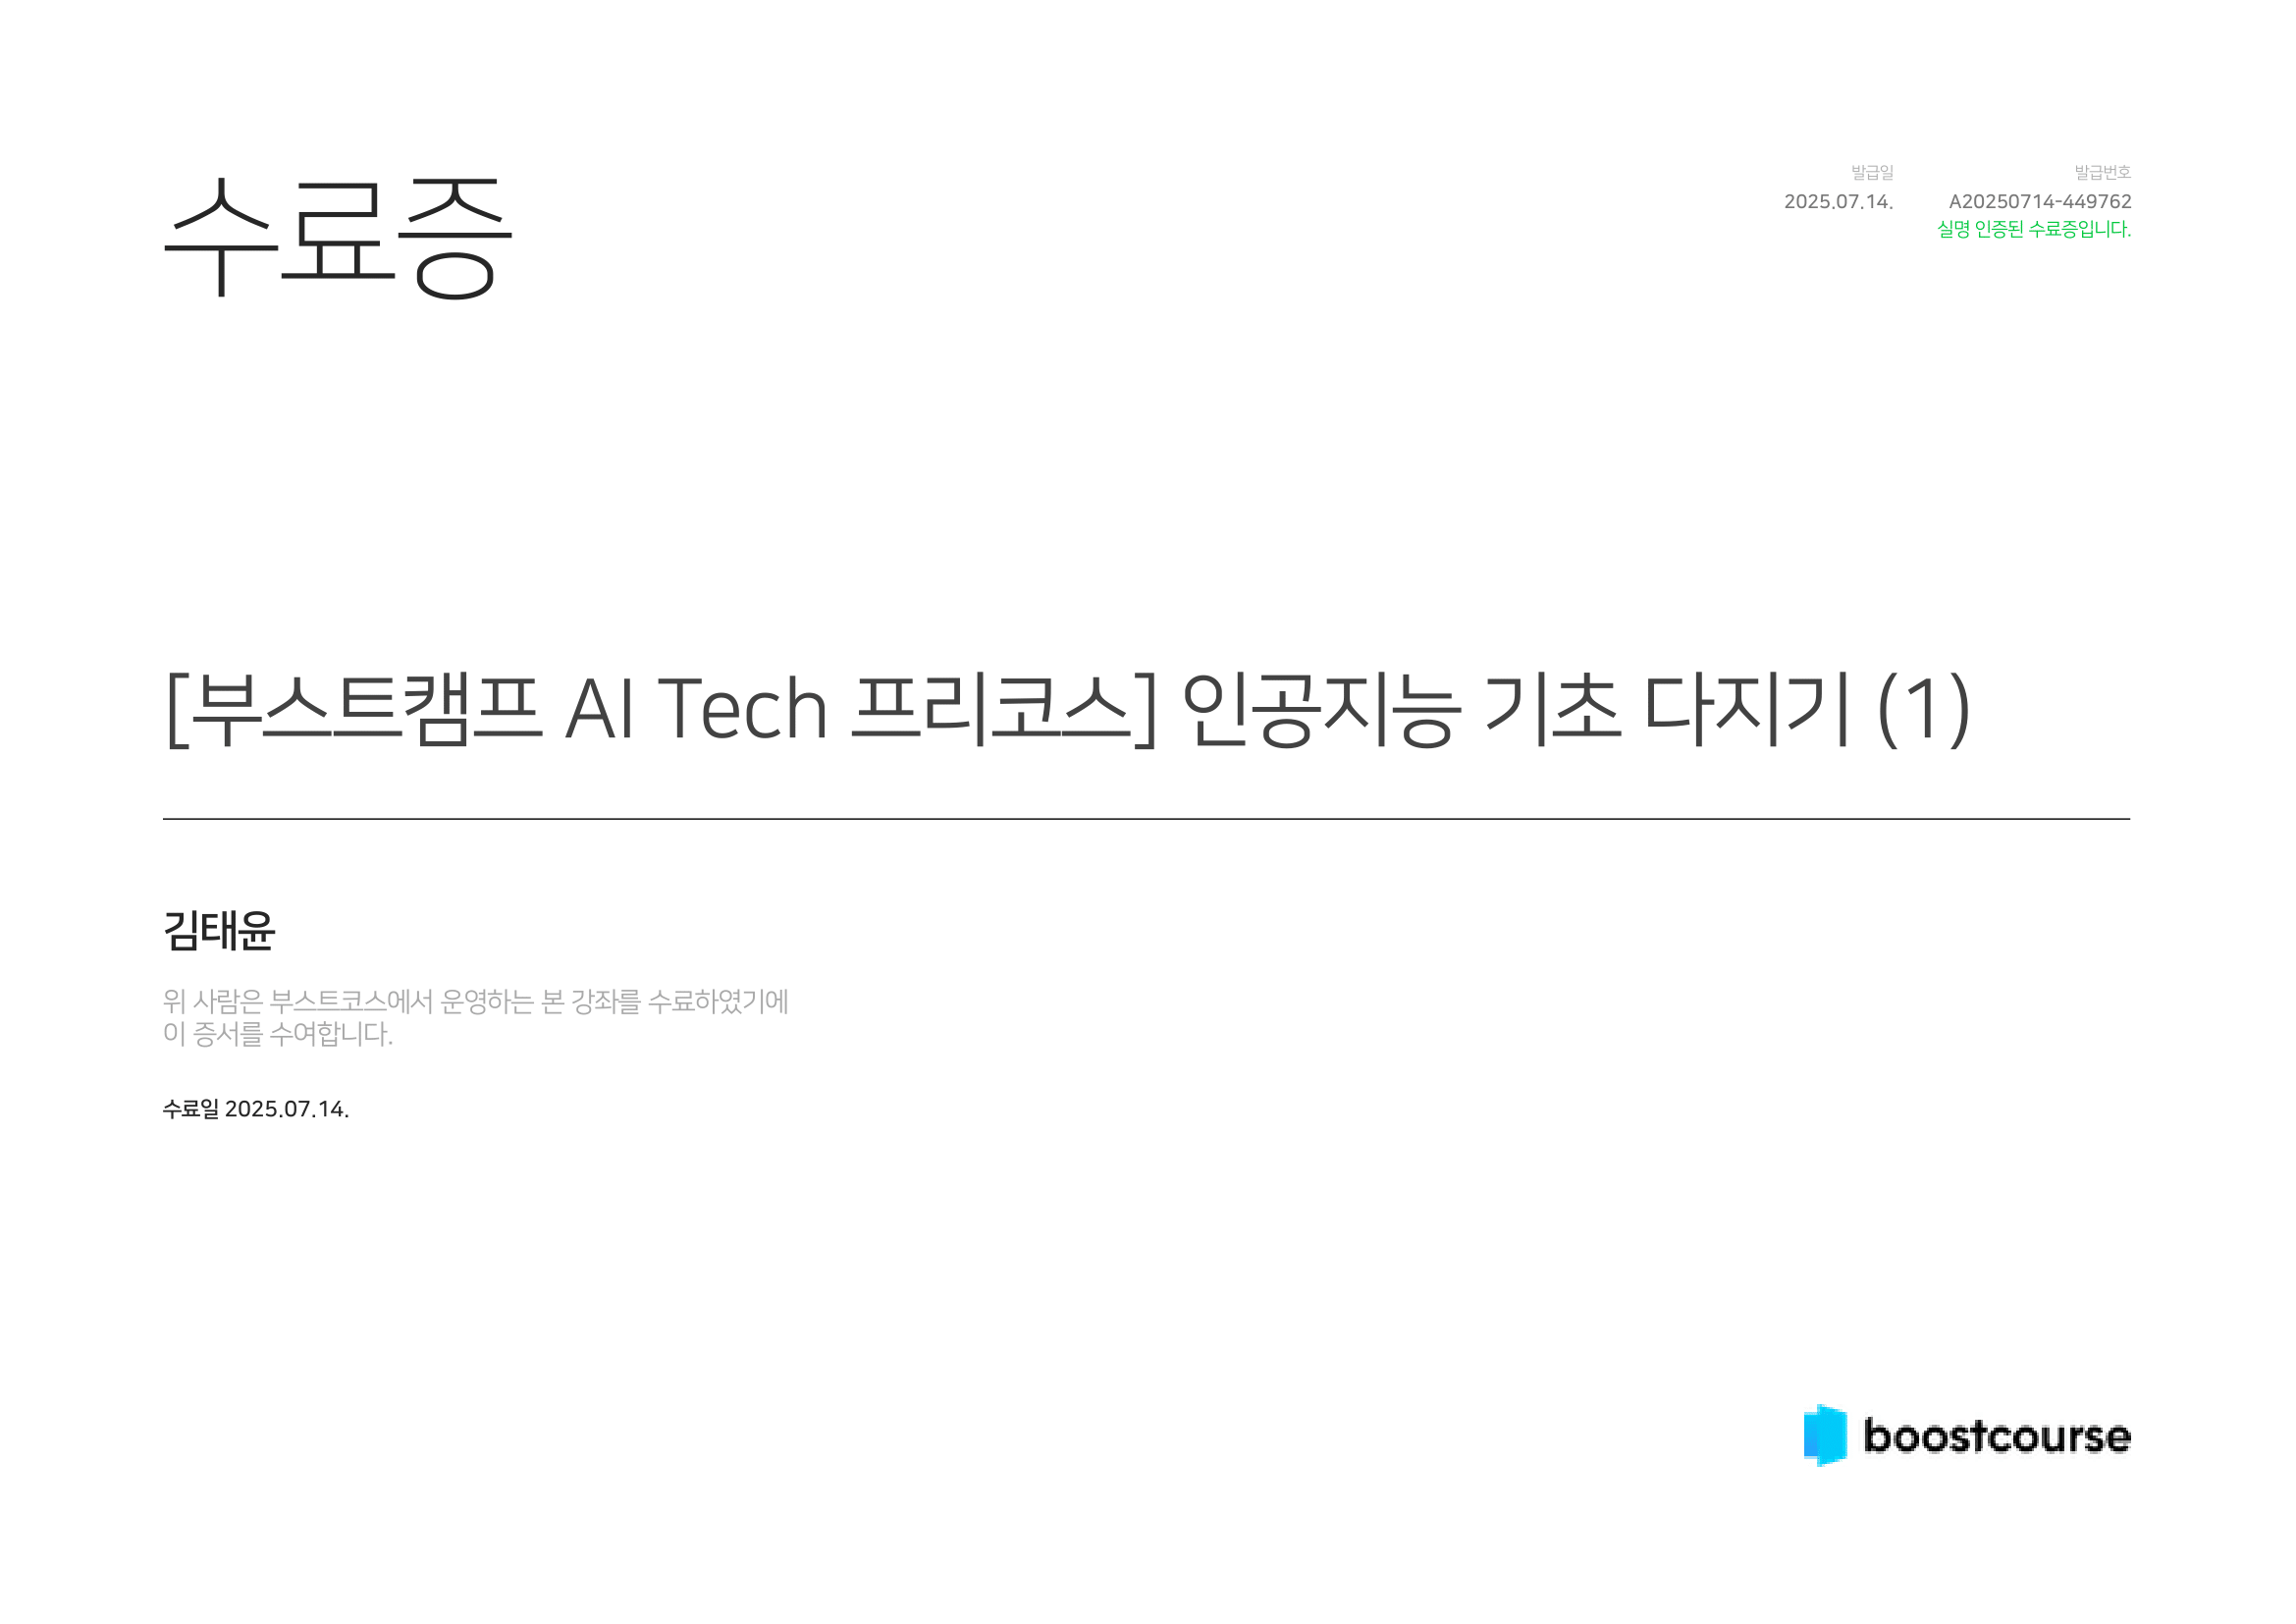 수료증
발급일
2025.07.14.
발급번호
A20250714-449762
실명 인증된 수료증입니다.
[부스트캠프 AI Tech 프리코스] 인공지능 기초 다지기 (1)
김태윤
위 사람은 부스트코스에서 운영하는 본 강좌를 수료하였기에
이 증서를 수여합니다.
수료일 2025.07.14.
boostcourse